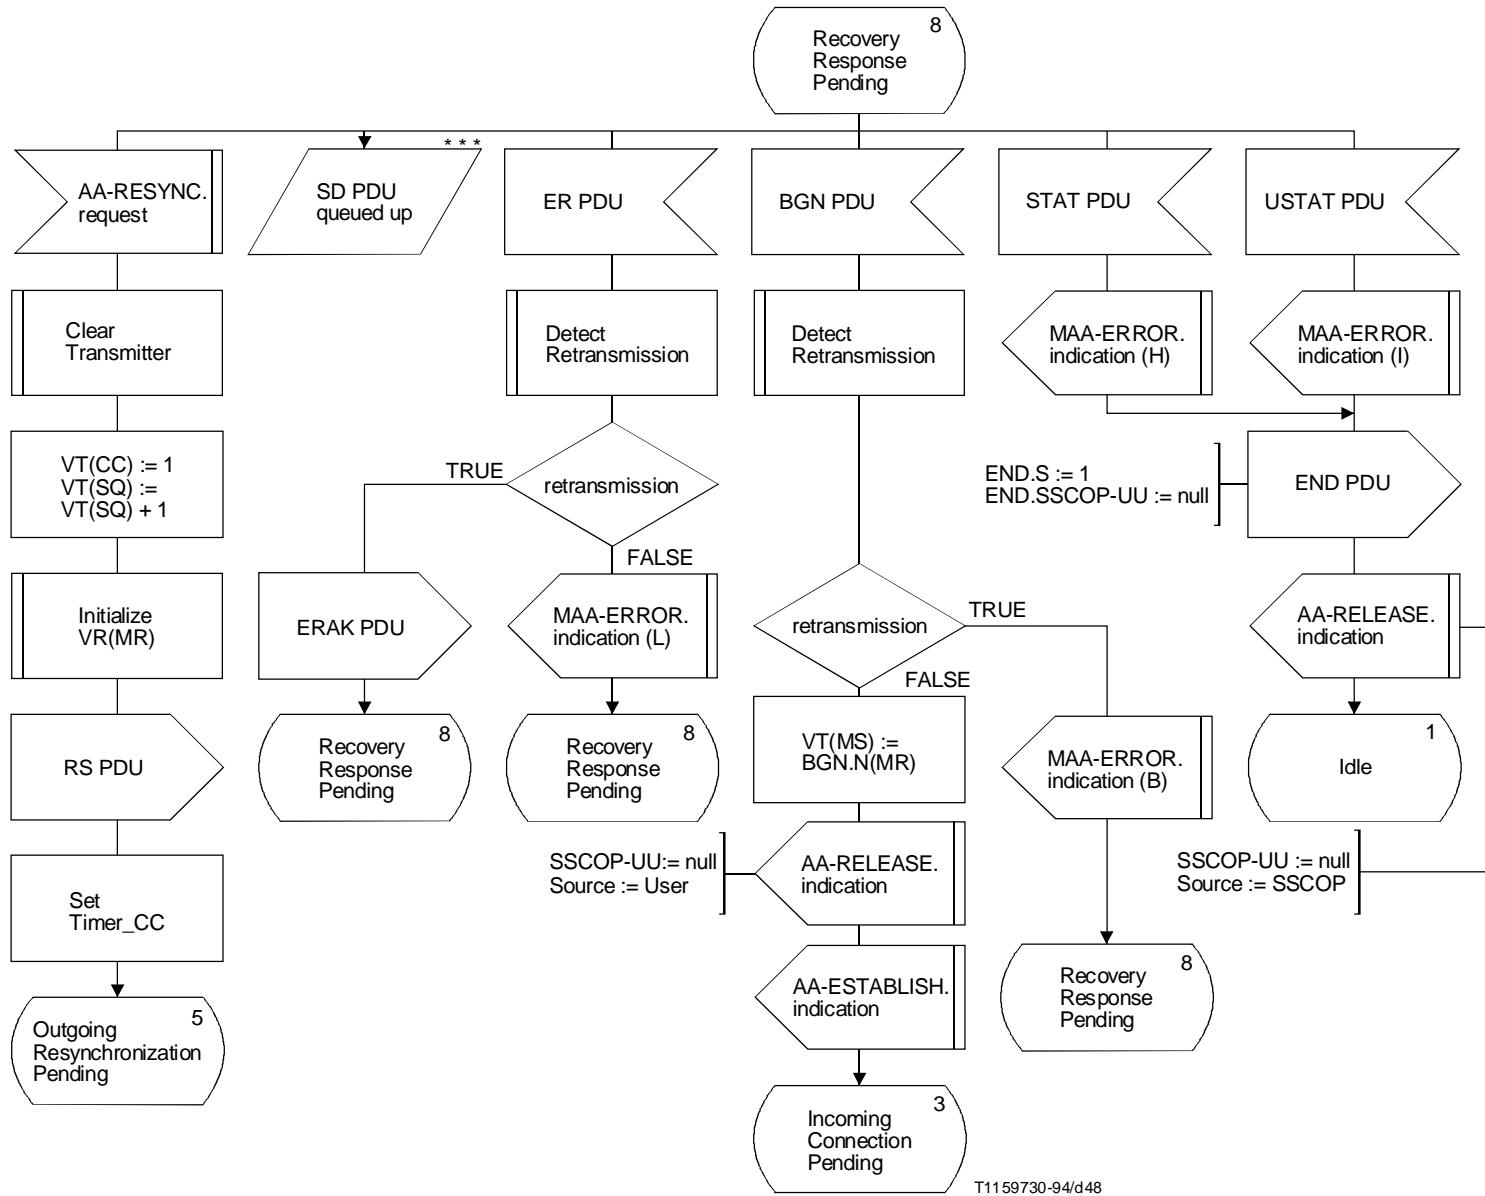 8
Recovery
Response
Pending
AA-RESYNC.
request
* * *
SD PDU
queued up
ER PDU
BGN PDU
STAT PDU
USTAT PDU
Clear
Transmitter
Detect
Retransmission
Detect
Retransmission
MAA-ERROR.
indication (H)
MAA-ERROR.
indication (I)
VT(CC) := 1
VT(SQ) :=
VT(SQ) + 1
TRUE
retransmission
FALSE
END.S := 1
END.SSCOP-UU := null
END PDU
Initialize
VR(MR)
ERAK PDU
MAA-ERROR.
indication (L)
retransmission
TRUE
FALSE
AA-RELEASE.
indication
RS PDU
8
Recovery
Response
Pending
8
Recovery
Response
Pending
VT(MS) :=
BGN.N(MR)
MAA-ERROR.
indication (B)
1
Idle
Set
Timer_CC
SSCOP-UU:= null
Source := User
AA-RELEASE.
indication
SSCOP-UU := null
Source := SSCOP
5
Outgoing
Resynchronization
Pending
AA-ESTABLISH.
indication
8
Recovery
Response
Pending
3
Incoming
Connection
Pending
T1159730-94/d48